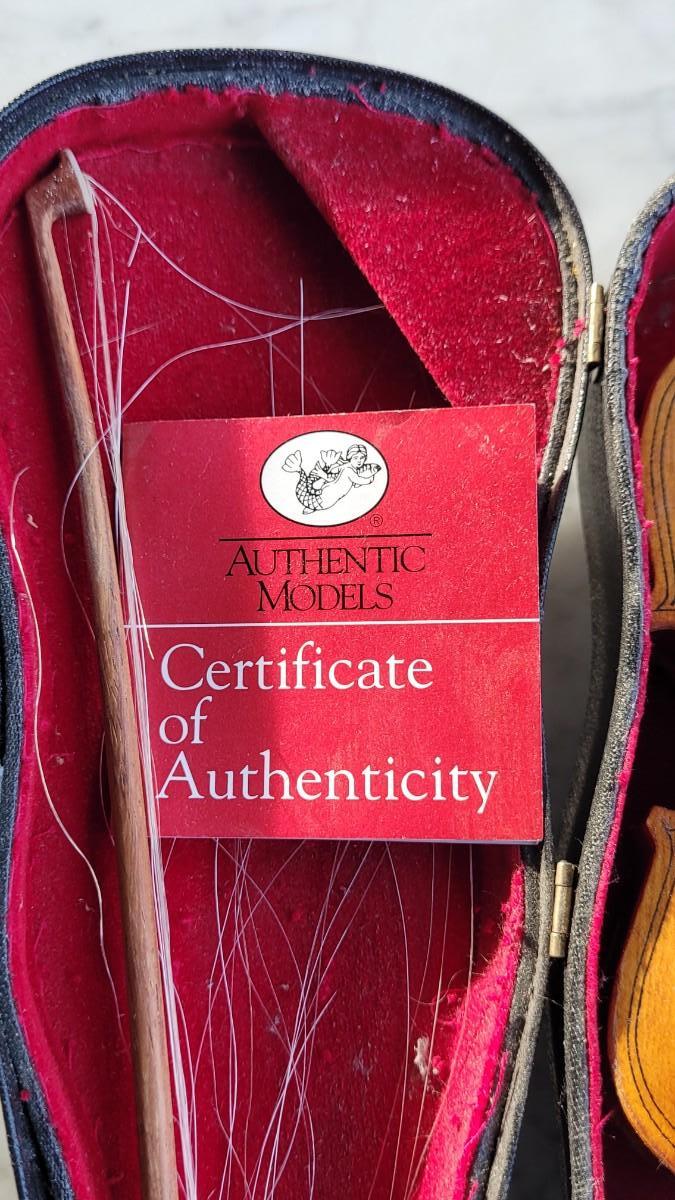 ®
AUTHENTIC
MODELS
Certificate
of
Authenticity